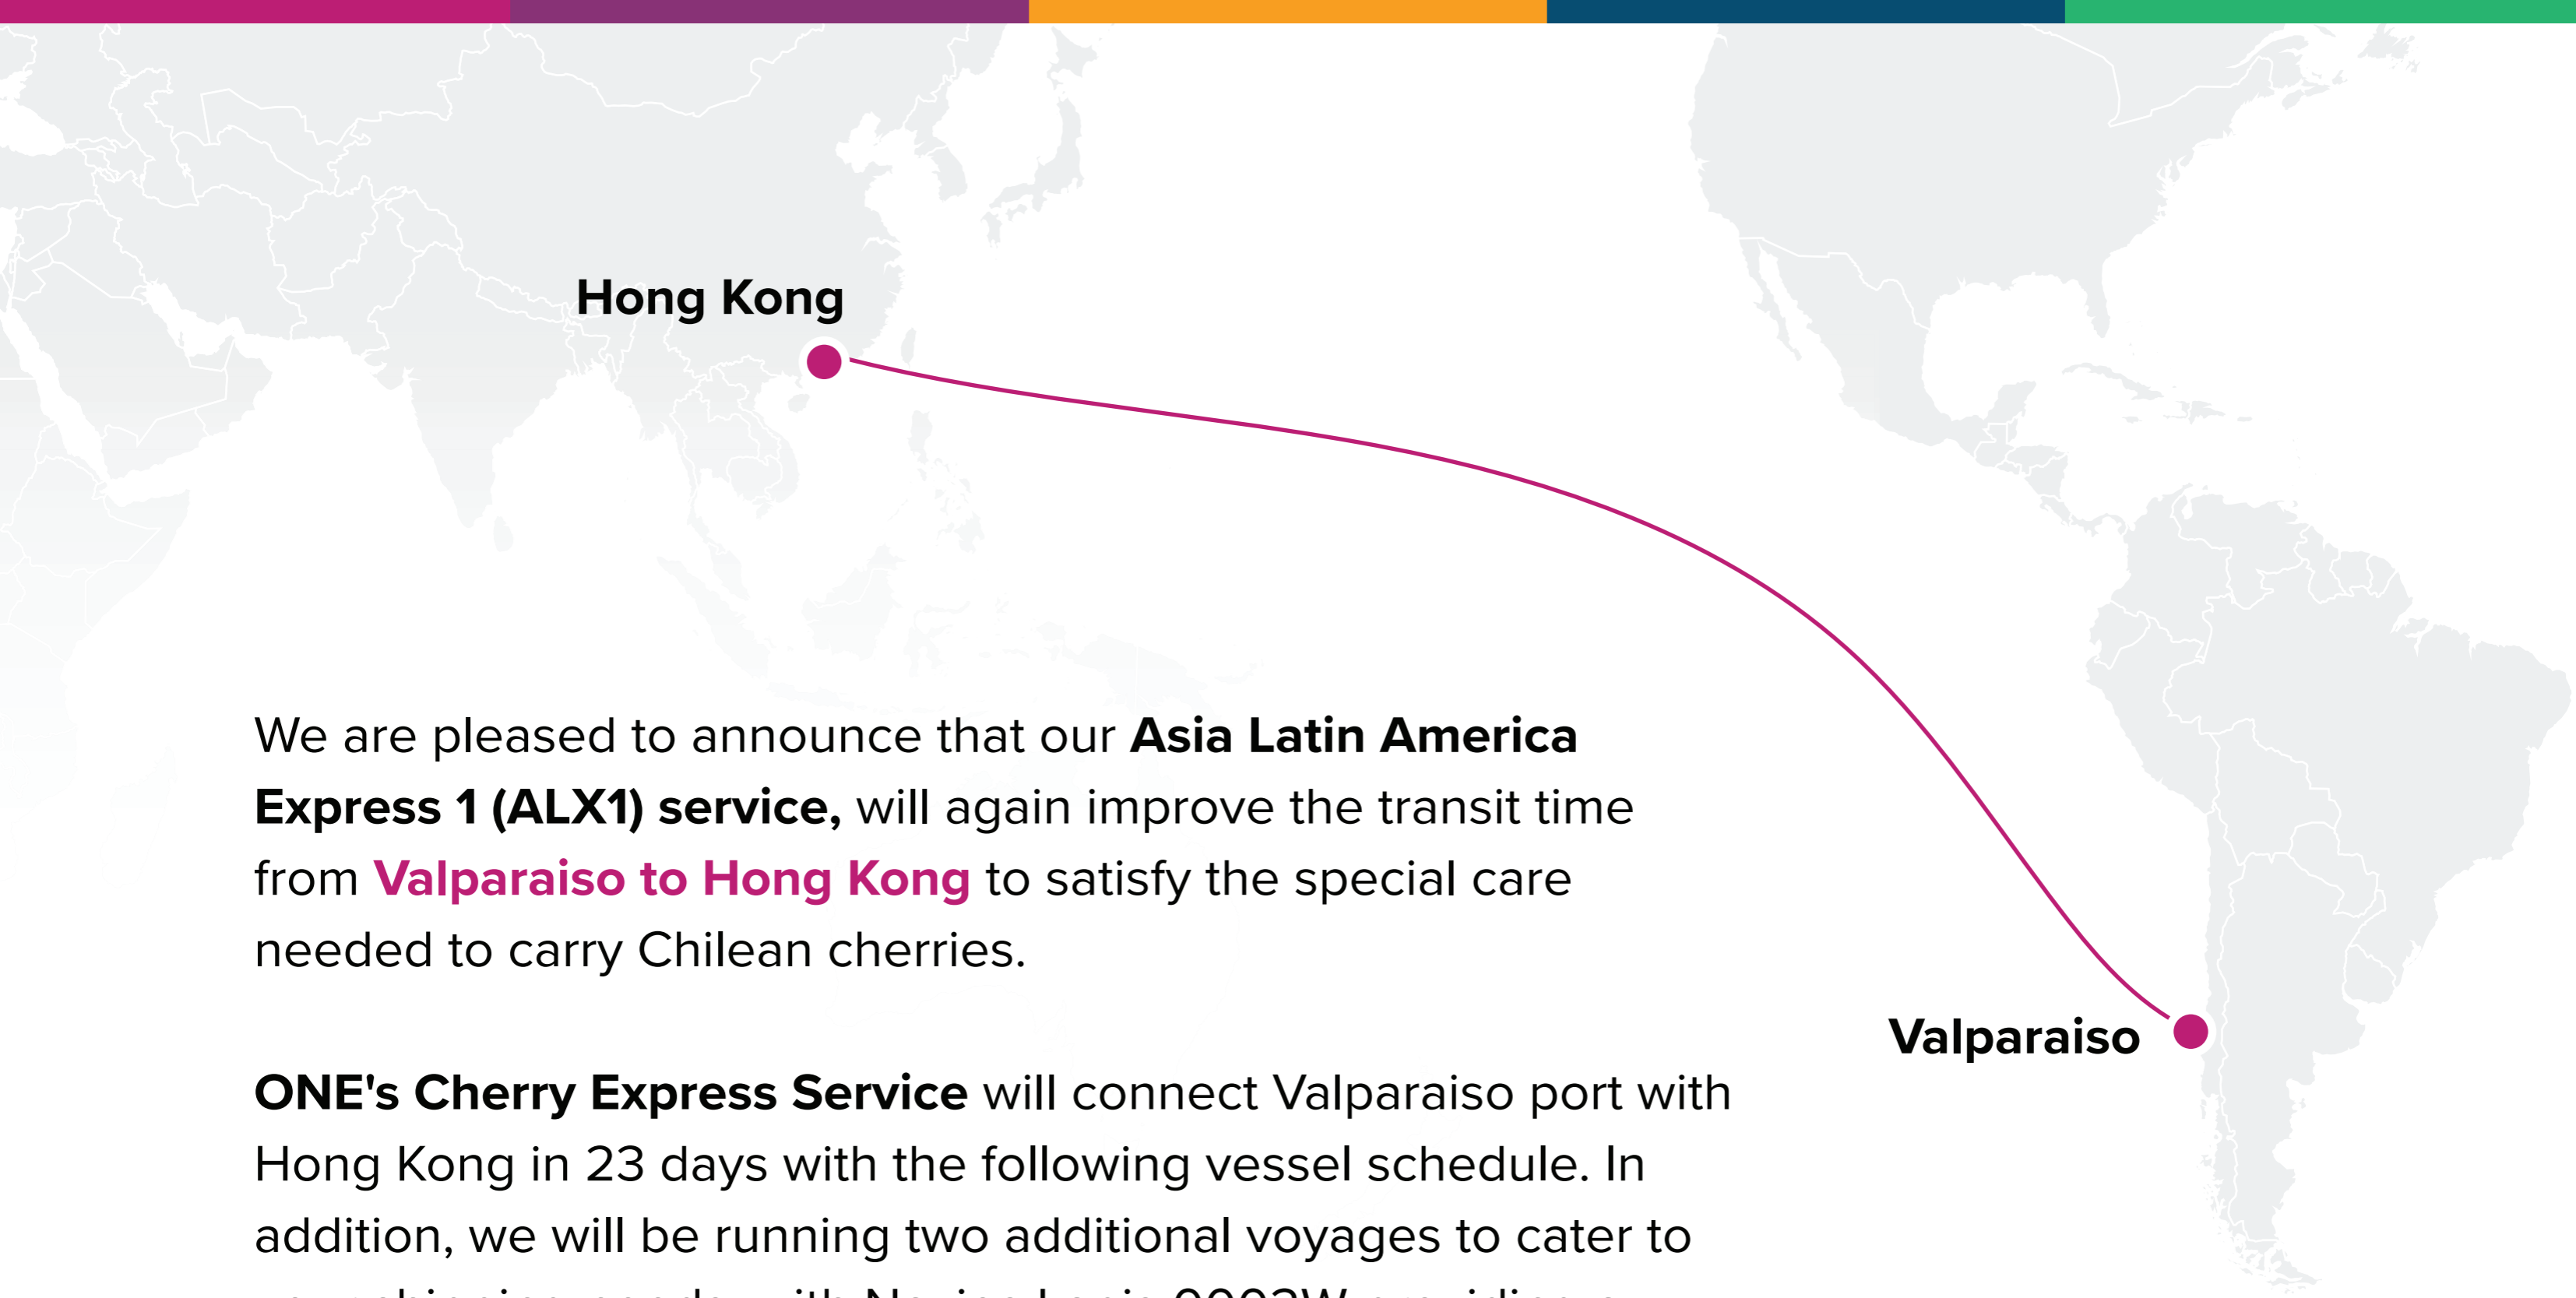 Hong Kong
We are pleased to announce that our Asia Latin America
Express 1 (ALX1) service, will again improve the transit time
from Valparaiso to Hong Kong to satisfy the special care
needed to carry Chilean cherries.
Valparaiso
ONE's Cherry Express Service will connect Valparaiso port with
Hong Kong in 23 days with the following vessel schedule. In
addition, we will be running two additional voyages to cater to